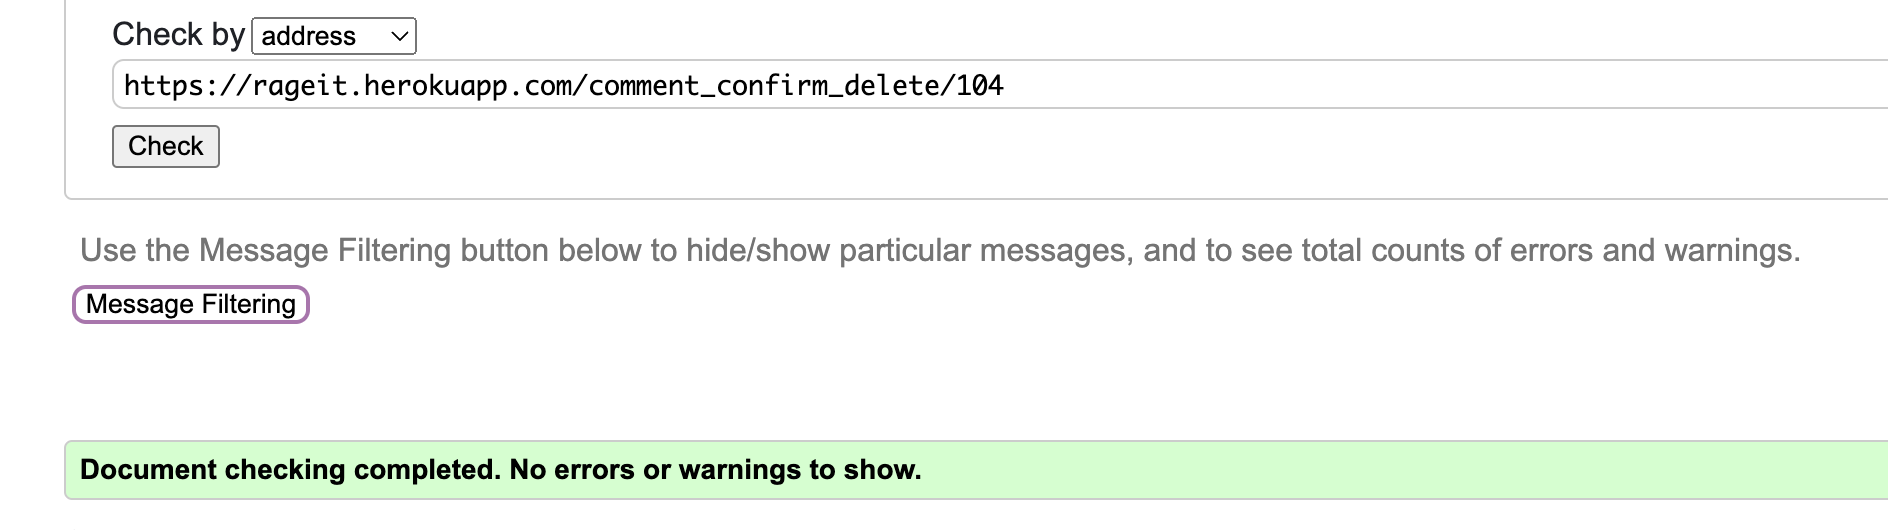 Check by address
https://rageit.herokuapp.com/comment_confirm_delete/104
Check
Use the Message Filtering button below to hide/show particular messages, and to see total counts of errors and warnings.
Message Filtering
Document checking completed. No errors or warnings to show.